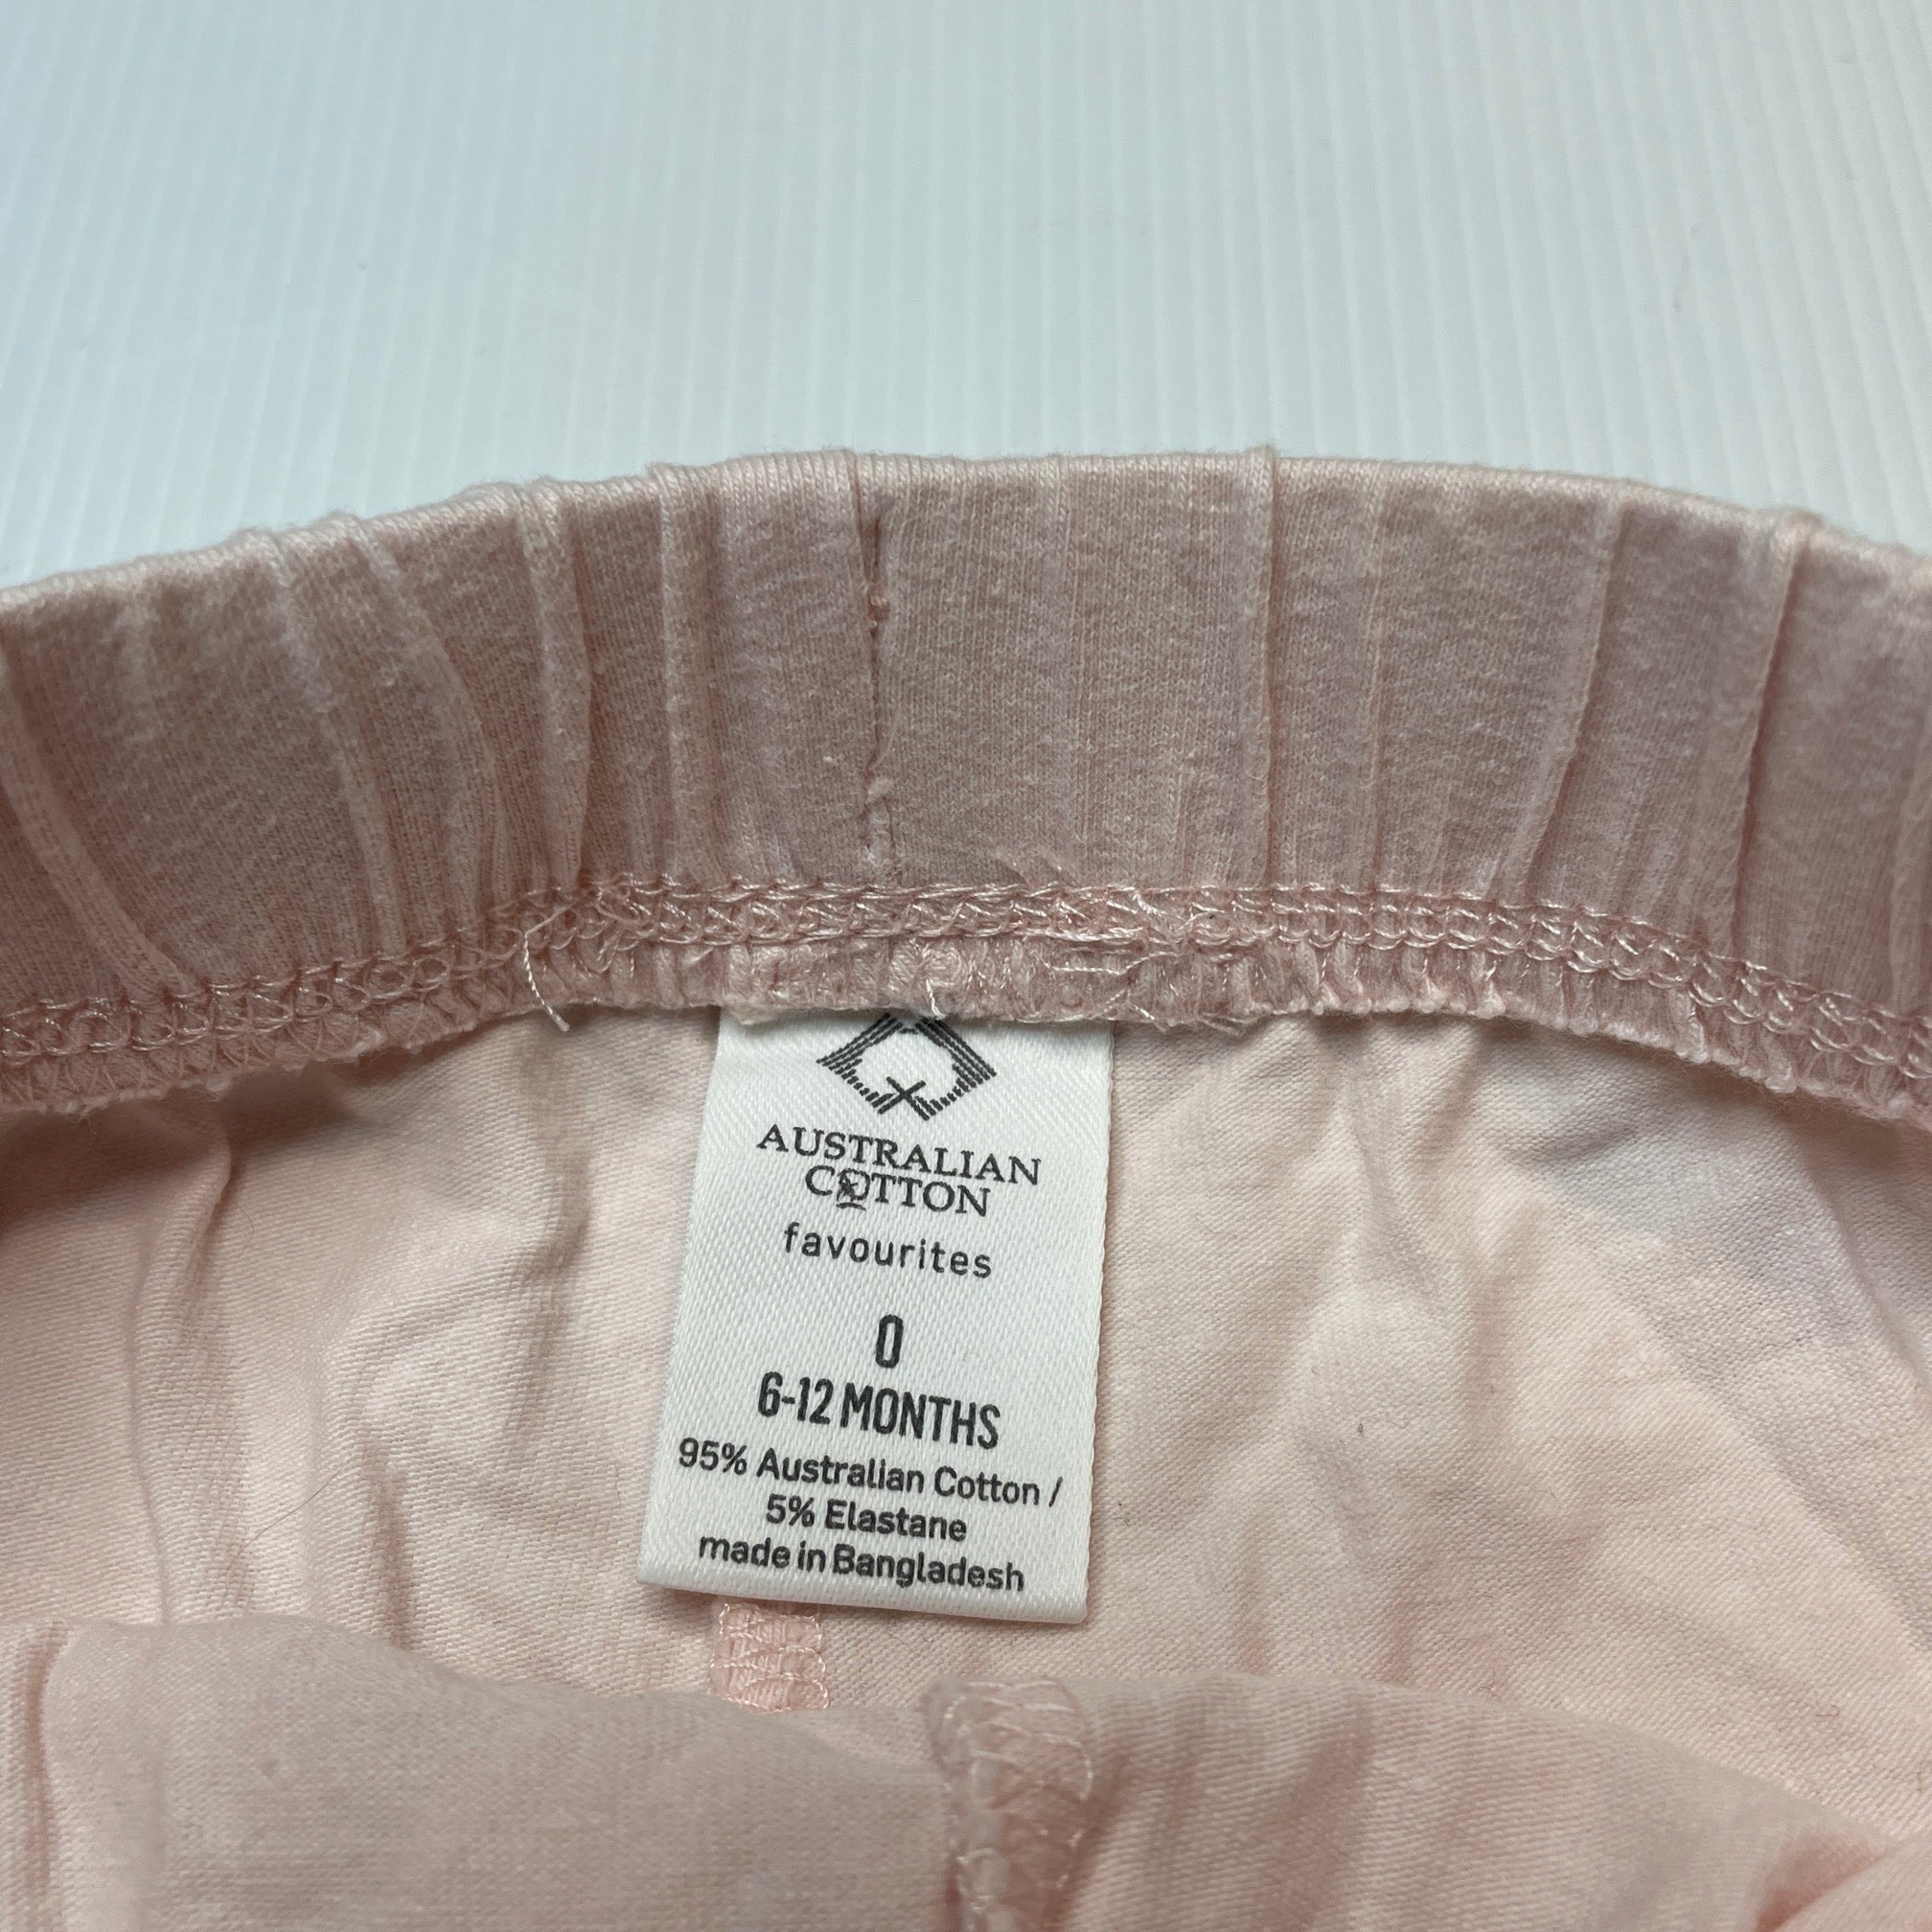 AUSTRALIAN
COTTON
favourites
0
6-12 MONTHS
95% Australian Cotton /
5% Elastane
made in Bangladesh